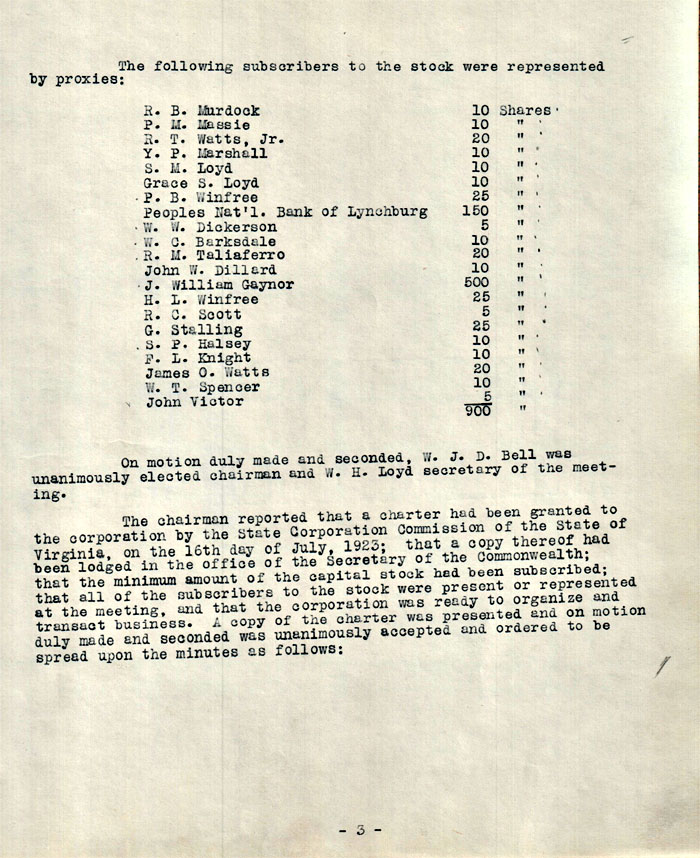 The following subscribers to the stock were represented
by proxies:
R. B. Murdock 10 Shares
P. M. Massie 10 "
R. T. Watts, Jr. 20 "
Y. P. Marshall 10 "
S. M. Loyd 10 "
Grace S. Loyd 10 "
P. B. Winfree 25 "
Peoples Nat'l. Bank of Lynchburg 150 "
W. W. Dickerson 5 "
W. C. Barksdale 10 "
R. M. Taliaferro 20 "
John W. Dillard 10 "
J. William Gaynor 500 "
H. L. Winfree 25 "
R. C. Scott 5 "
G. Stalling 25 "
S. P. Halsey 10 "
F. L. Knight 10 "
James O. Watts 20 "
W. T. Spencer 10 "
John Victor 5 "
900 "
On motion duly made and seconded, W. J. D. Bell was
unanimously elected chairman and W. H. Loyd secretary of the meet-
ing.
The chairman reported that a charter had been granted to
the corporation by the State Corporation Commission of the State of
Virginia, on the 16th day of July, 1923; that a copy thereof had
been lodged in the office of the Secretary of the Commonwealth;
that the minimum amount of the capital stock had been subscribed;
that all of the subscribers to the stock were present or represented
at the meeting, and that the corporation was ready to organize and
transact business. A copy of the charter was presented and on motion
duly made and seconded was unanimously accepted and ordered to be
spread upon the minutes as follows:
- 3 -